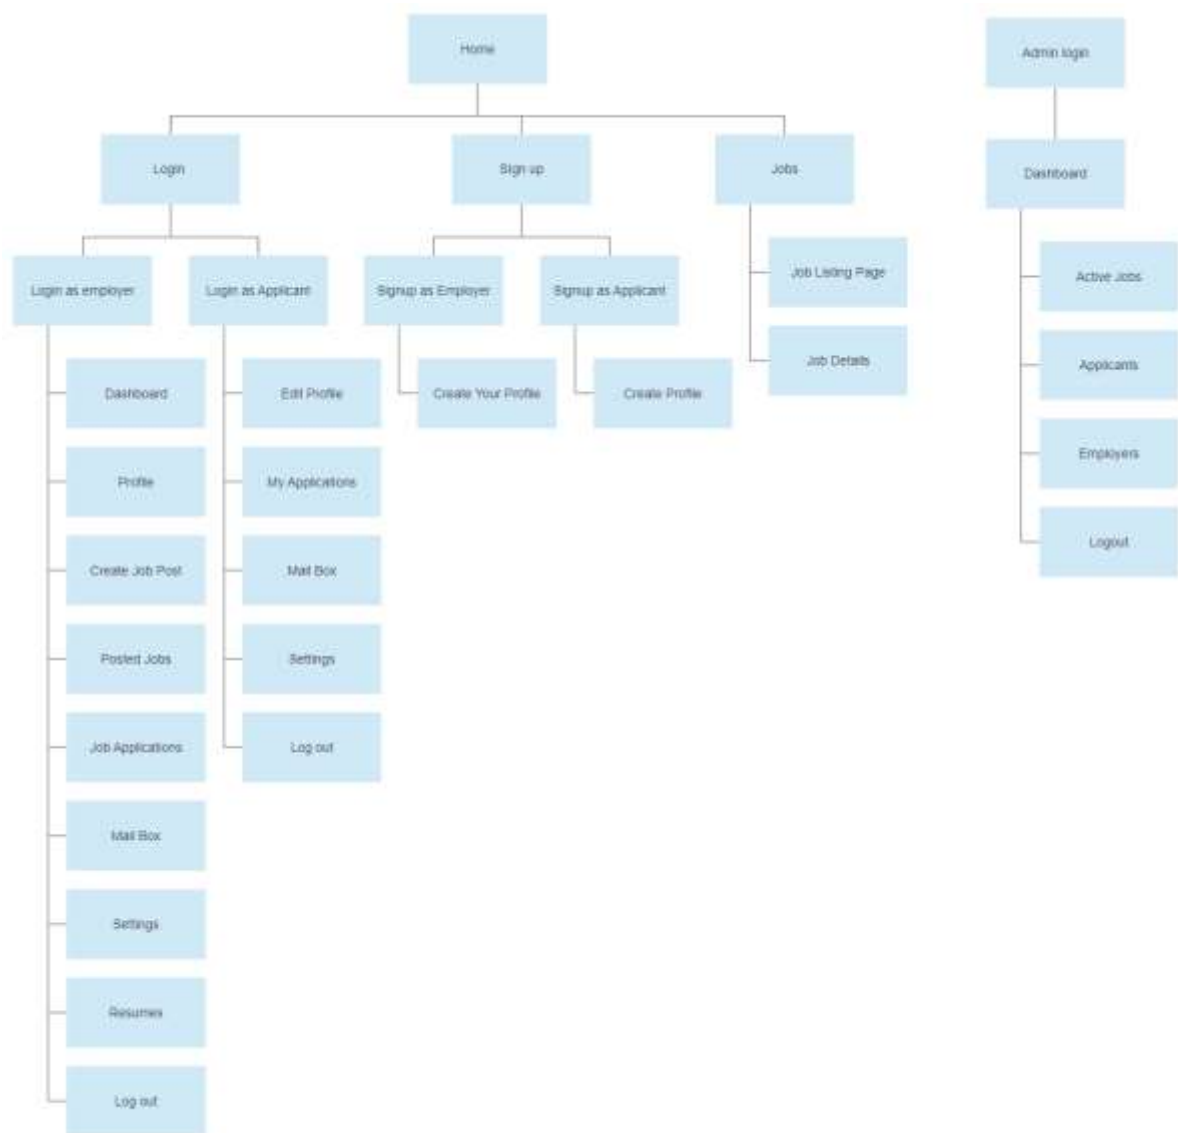 Home
Admin login
Login
Sign up
Jobs
Dashboard
Login as employer
Login as Applicant
Signup as Employer
Signup as Applicant
Job Listing Page
Active Jobs
Job Details
Applicants
Dashboard
Edit Profile
Create Your Profile
Create Profile
Employers
Profile
My Applications
Logout
Create Job Post
Mail Box
Posted Jobs
Settings
Job Applications
Log out
Mail Box
Settings
Resumes
Log out